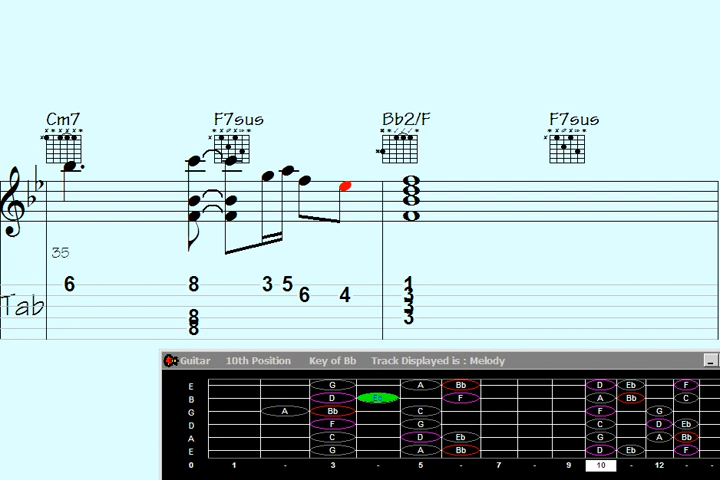 Cm7 F7sus Bb2/F F7sus
35
6 8 3 5 1
6 4 3
8 3
8 3
8
Tab
Guitar 10th Position Key of Bb Track Displayed is : Melody
E G A Bb D Eb F
B D Eb F A Bb C
G A Bb C F G
D F G D Eb
A C D Eb G A Bb
E G A Bb D Eb F
0 1 - 3 - 5 - 7 - 9 10 - 12 -